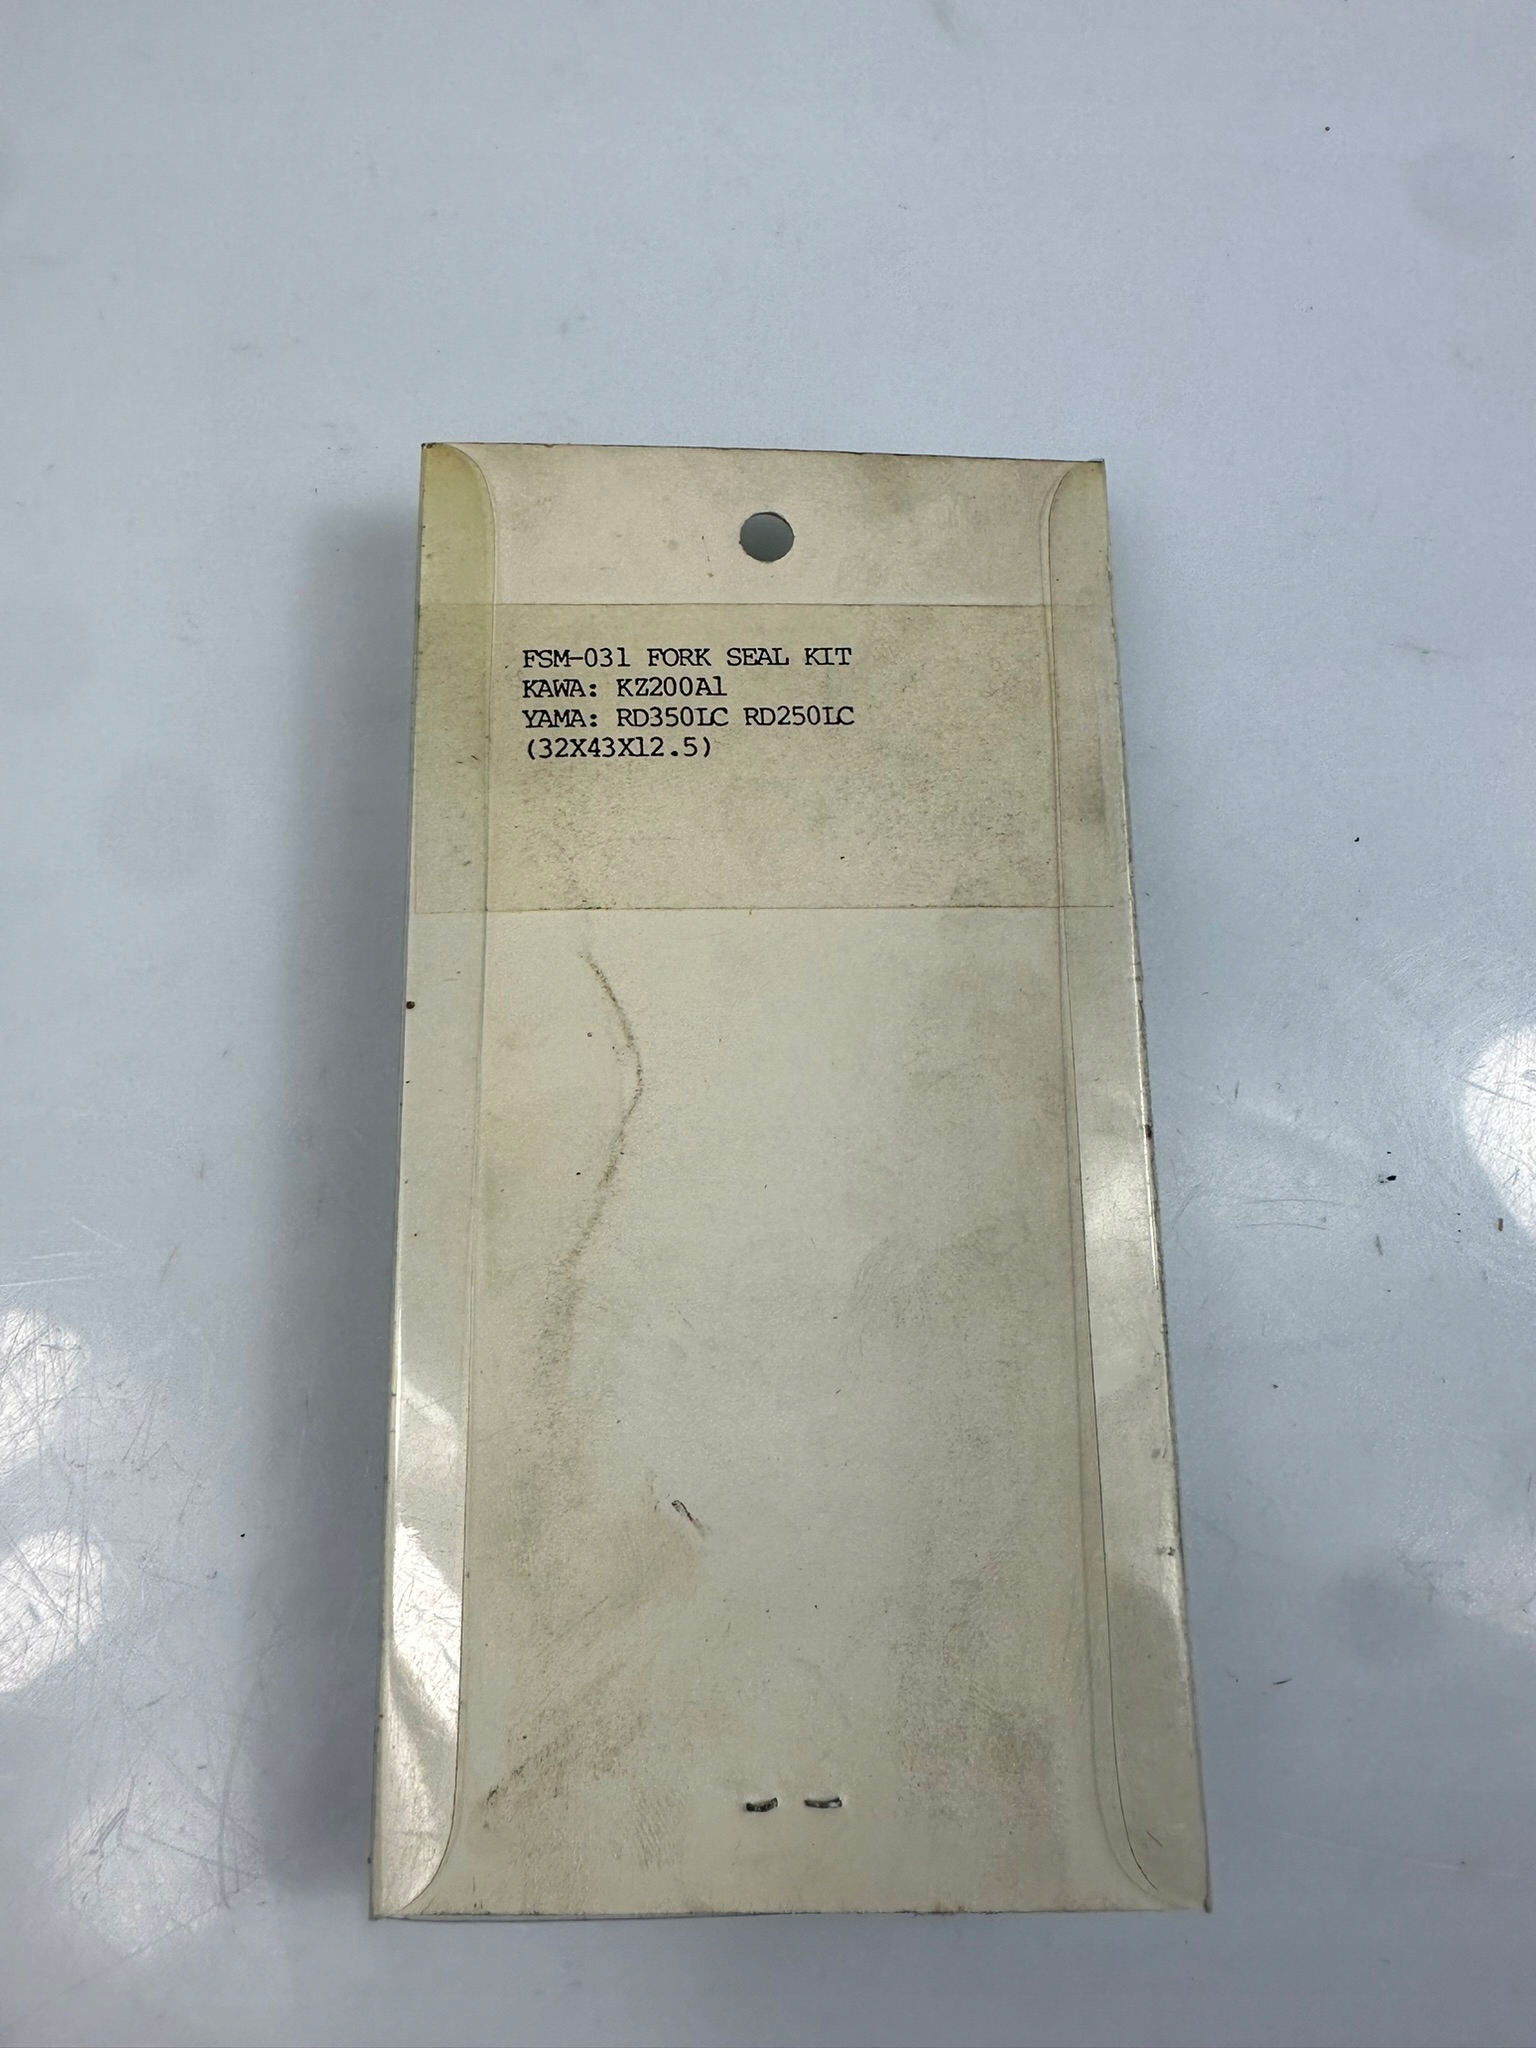 FSM-031 FORK SEAL KIT
KAWA: KZ200A1
YAMA: RD350LC RD250LC
(32X43X12.5)